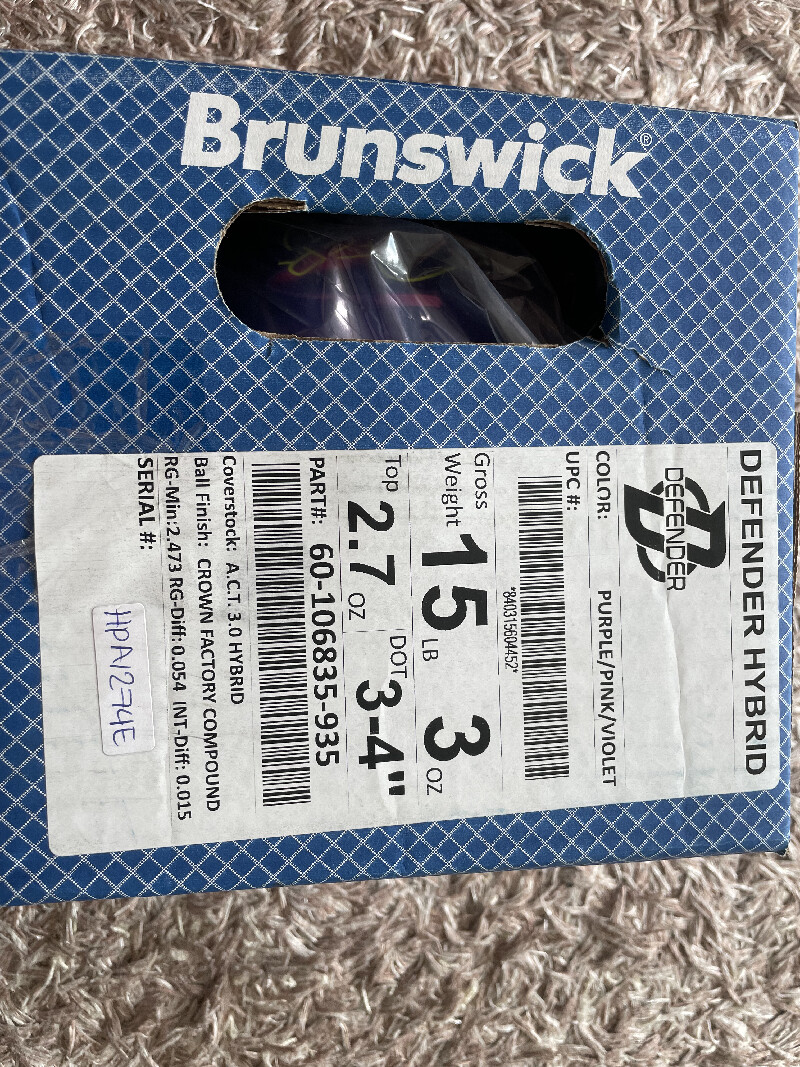 Brunswick®
DEFENDER HYBRID
DEFENDER
COLOR: PURPLE/PINK/VIOLET
UPC #:
*840315604452*
Gross Weight 15 LB 3 OZ
Top 2.7 OZ DOT 3-4"
PART#: 60-106835-935
Coverstock: A.C.T. 3.0 HYBRID
Ball Finish: CROWN FACTORY COMPOUND
RG-Min:2.473 RG-Diff: 0.054 INT-Diff: 0.015
SERIAL #:
HPA1274E